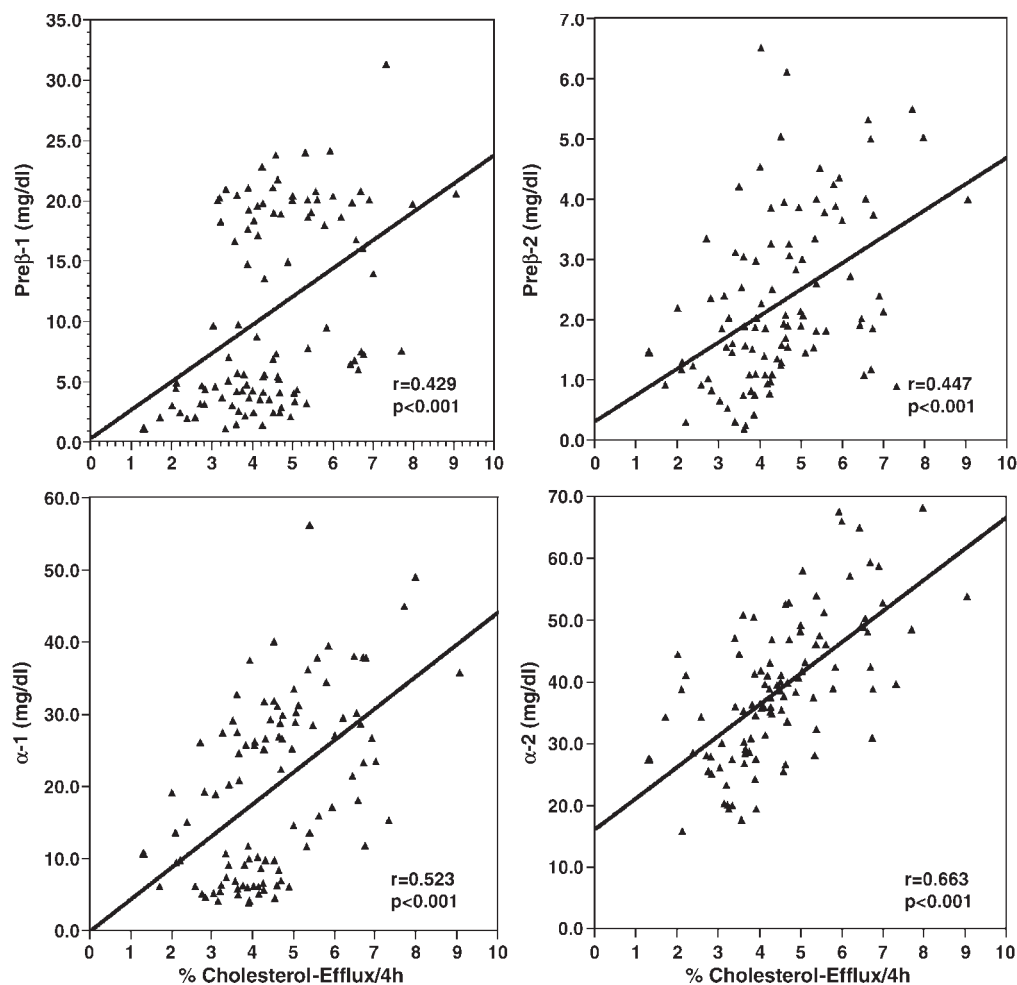 35.0
30.0
25.0
20.0
15.0
10.0
5.0
0.0
Preβ-1 (mg/dl)
r=0.429
p<0.001
0 1 2 3 4 5 6 7 8 9 10
7.0
6.0
5.0
4.0
3.0
2.0
1.0
0.0
Preβ-2 (mg/dl)
r=0.447
p<0.001
0 1 2 3 4 5 6 7 8 9 10
60.0
50.0
40.0
30.0
20.0
10.0
0.0
α-1 (mg/dl)
r=0.523
p<0.001
0 1 2 3 4 5 6 7 8 9 10
% Cholesterol-Efflux/4h
70.0
60.0
50.0
40.0
30.0
20.0
10.0
0.0
α-2 (mg/dl)
r=0.663
p<0.001
0 1 2 3 4 5 6 7 8 9 10
% Cholesterol-Efflux/4h